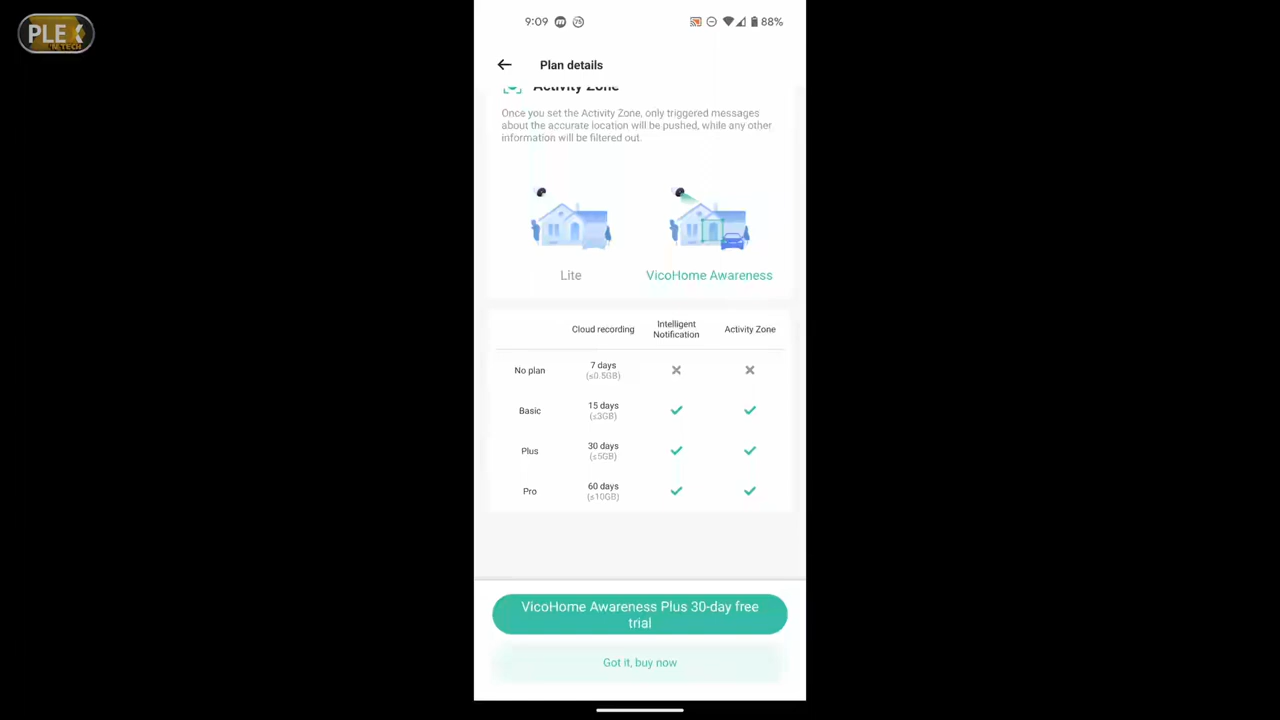 PLEX
N TECH
9:09
75
88%
Plan details
Activity Zone
Once you set the Activity Zone, only triggered messages
about the accurate location will be pushed, while any other
information will be filtered out.
Lite
VicoHome Awareness
Cloud recording
Intelligent
Notification
Activity Zone
No plan
7 days
(≤0.5GB)
Basic
15 days
(≤3GB)
Plus
30 days
(≤5GB)
Pro
60 days
(≤10GB)
VicoHome Awareness Plus 30-day free
trial
Got it, buy now